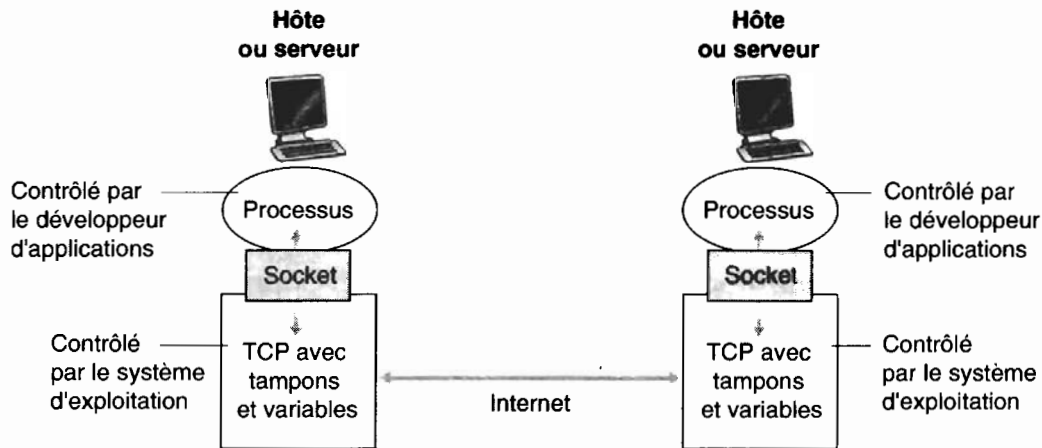 Hôte
ou serveur
Hôte
ou serveur
Contrôlé par
le développeur
d'applications
Processus
Processus
Contrôlé par
le développeur
d'applications
Socket
Socket
Contrôlé
par le système
d'exploitation
TCP avec
tampons
et variables
Internet
TCP avec
tampons
et variables
Contrôlé
par le système
d'exploitation